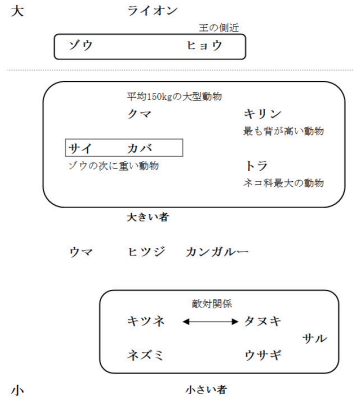 大 ライオン
王の側近
ゾウ ヒョウ
平均150kgの大型動物
クマ キリン
最も背が高い動物
サイ カバ
ゾウの次に重い動物 トラ
ネコ科最大の動物
大きい者
ウマ ヒツジ カンガルー
敵対関係
キツネ タヌキ
サル
ネズミ ウサギ
小 小さい者